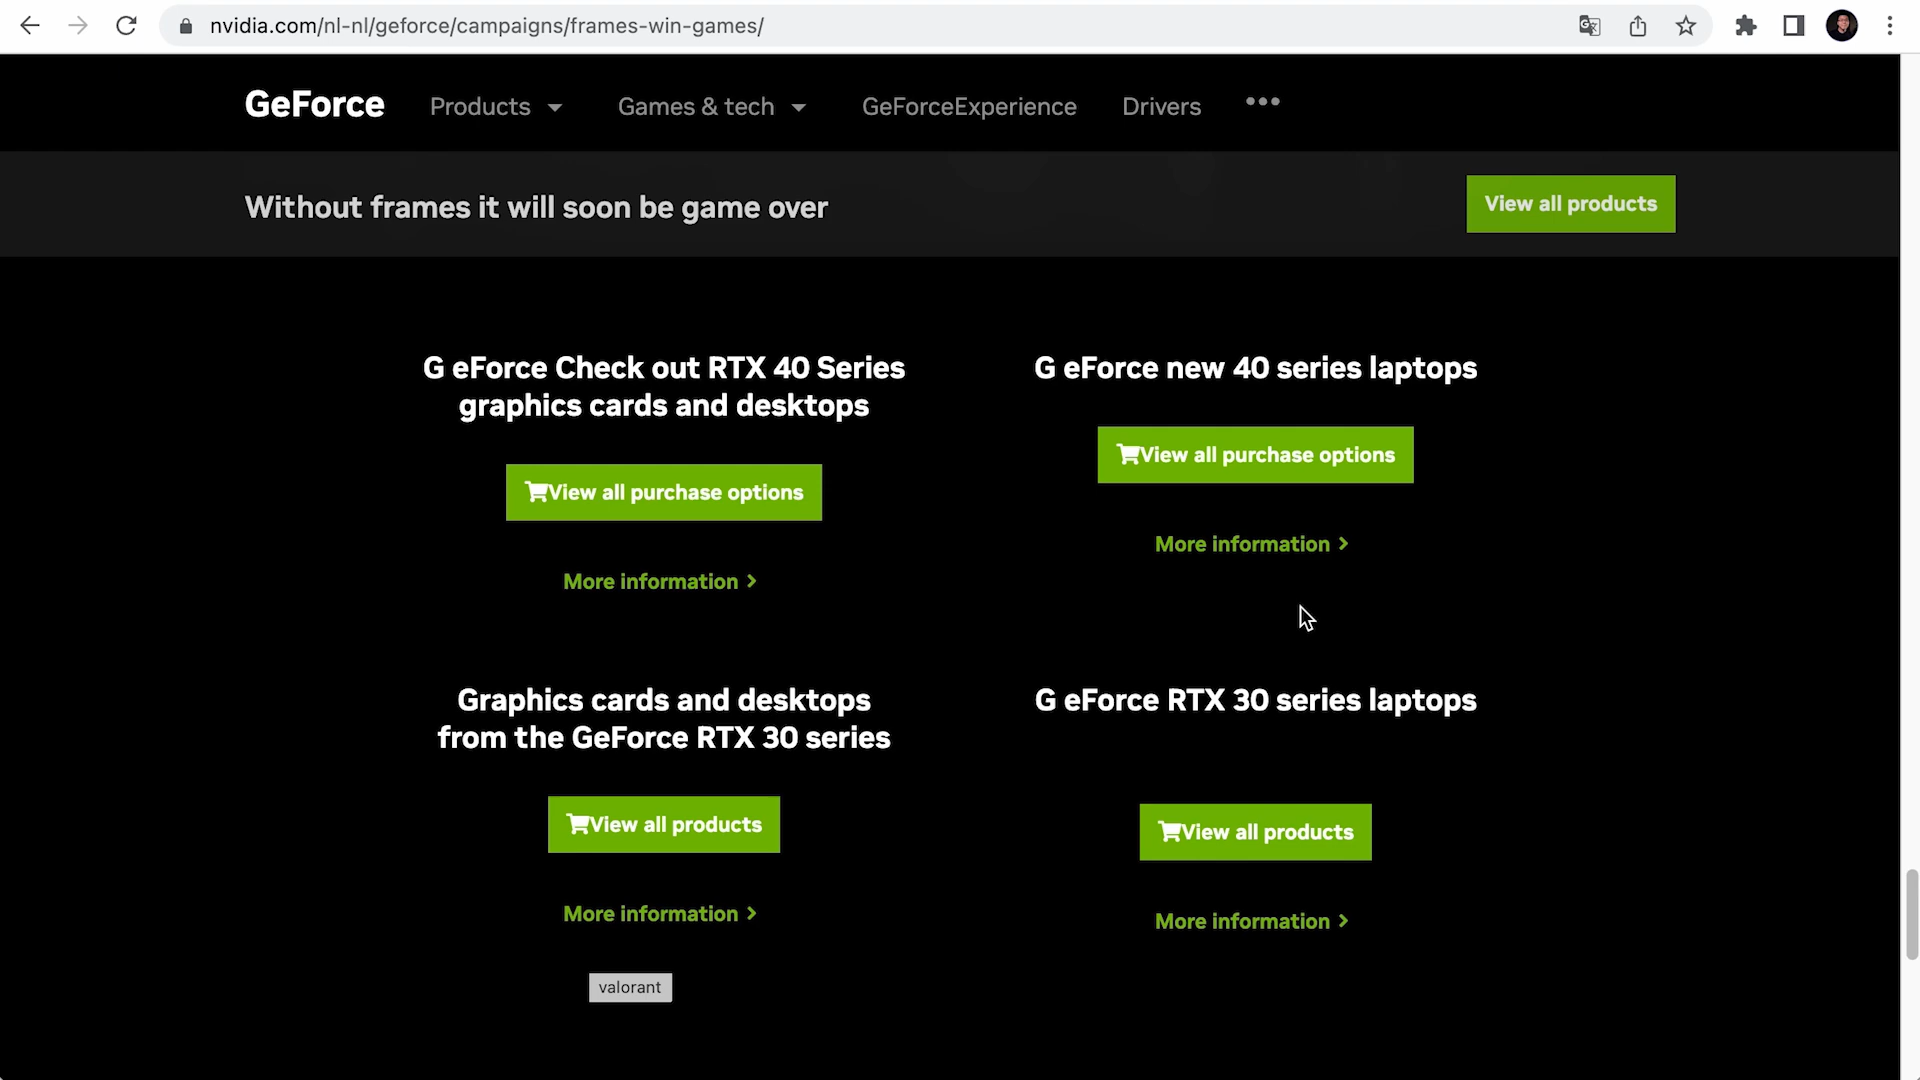 nvidia.com/nl-nl/geforce/campaigns/frames-win-games/
GeForce
Products
Games & tech
GeForceExperience
Drivers
•••
Without frames it will soon be game over
View all products
G eForce Check out RTX 40 Series
graphics cards and desktops
View all purchase options
More information
G eForce new 40 series laptops
View all purchase options
More information
Graphics cards and desktops
from the GeForce RTX 30 series
View all products
More information
G eForce RTX 30 series laptops
View all products
More information
valorant